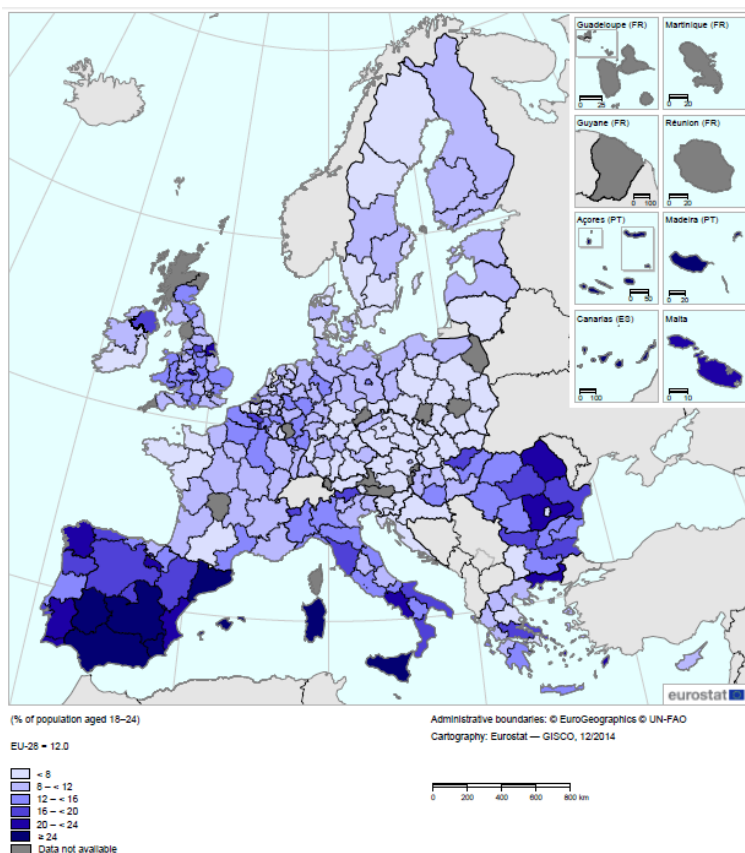 Guadeloupe (FR)
Martinique (FR)
0 25
0 20
Guyane (FR)
Réunion (FR)
0 100
0 20
Açores (PT)
Madeira (PT)
0 50
0 20
Canarias (ES)
Malta
0 100
0 10
eurostat
(% of population aged 18–24)
Administrative boundaries: © EuroGeographics © UN-FAO
Cartography: Eurostat — GISCO, 12/2014
EU-28 = 12.0
< 8
8 – < 12
12 – < 16
16 – < 20
20 – < 24
≥ 24
Data not available
0 200 400 600 800 km